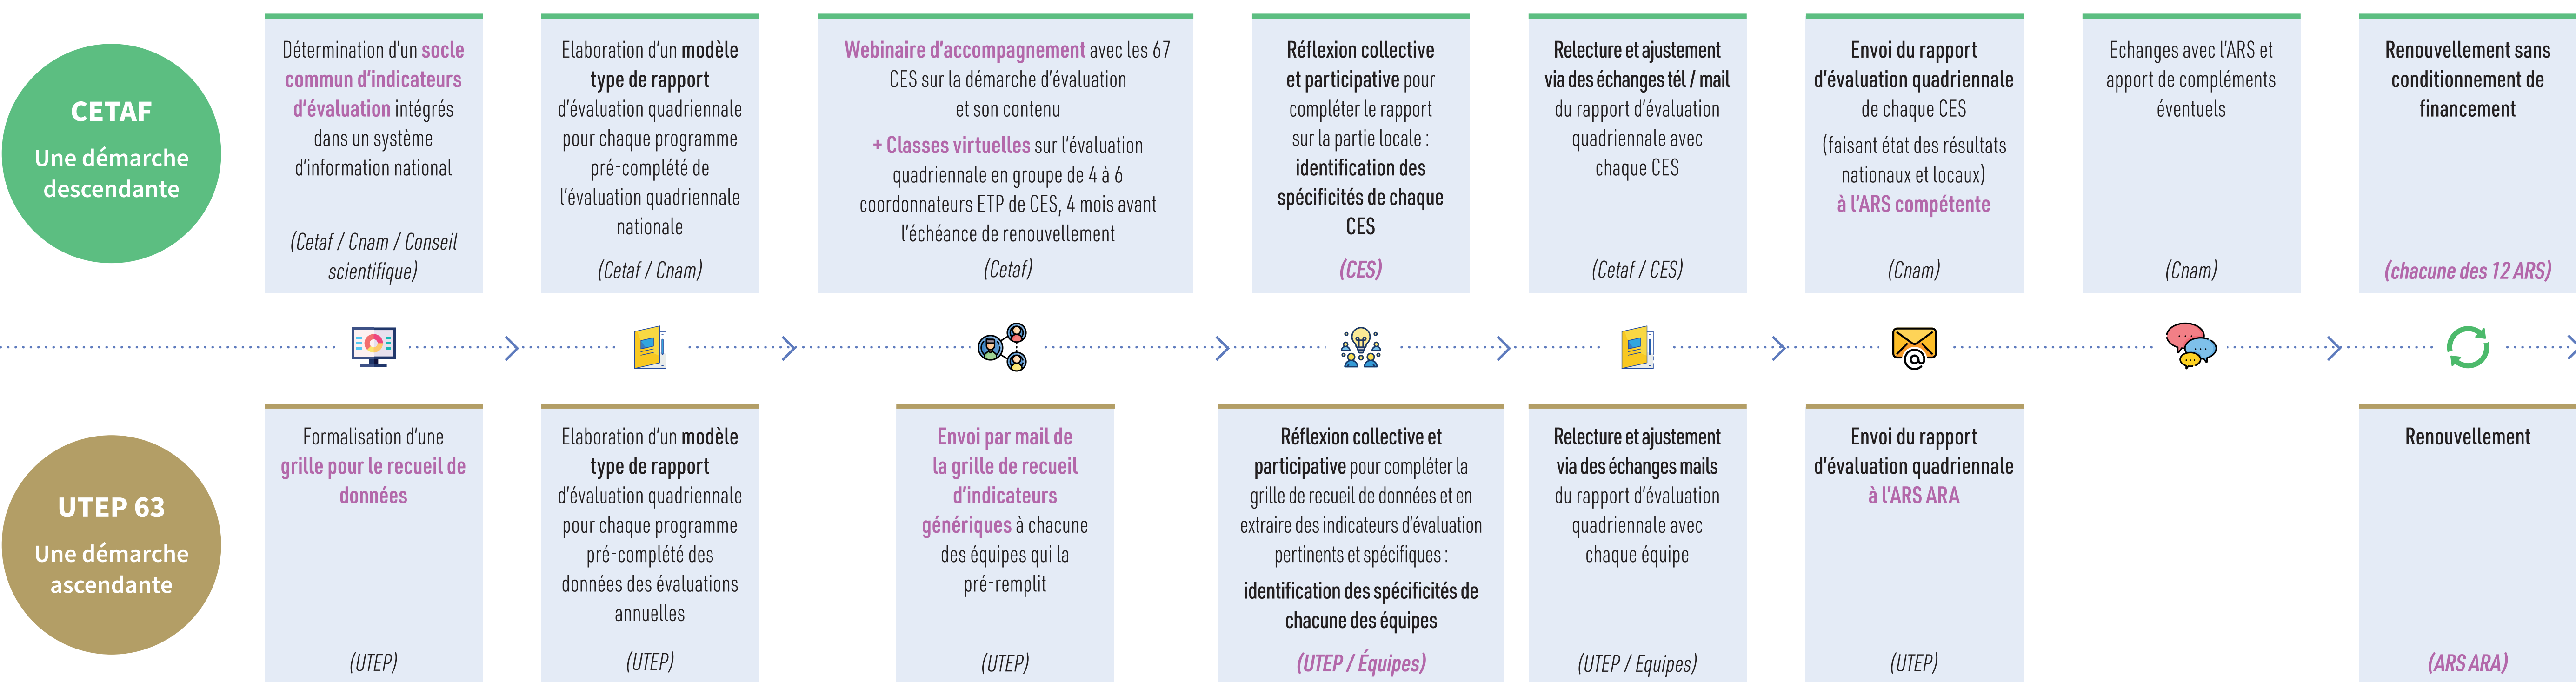 CETAF
Une démarche
descendante
Détermination d'un socle
commun d'indicateurs
d'évaluation intégrés
dans un système
d'information national
(Cetaf / Cnam / Conseil
scientifique)
Elaboration d'un modèle
type de rapport
d'évaluation quadriennale
pour chaque programme
pré-complété de
l'évaluation quadriennale
nationale
(Cetaf / Cnam)
Webinaire d'accompagnement avec les 67
CES sur la démarche d'évaluation
et son contenu
+ Classes virtuelles sur l'évaluation
quadriennale en groupe de 4 à 6
coordonnateurs ETP de CES, 4 mois avant
l'échéance de renouvellement
(Cetaf)
Réflexion collective
et participative pour
compléter le rapport
sur la partie locale :
identification des
spécificités de chaque
CES
(CES)
Relecture et ajustement
via des échanges tél / mail
du rapport d'évaluation
quadriennale avec
chaque CES
(Cetaf / CES)
Envoi du rapport
d'évaluation quadriennale
de chaque CES
(faisant état des résultats
nationaux et locaux)
à l'ARS compétente
(Cnam)
Echanges avec l'ARS et
apport de compléments
éventuels
(Cnam)
Renouvellement sans
conditionnement de
financement
(chacune des 12 ARS)
UTEP 63
Une démarche
ascendante
Formalisation d'une
grille pour le recueil de
données
(UTEP)
Elaboration d'un modèle
type de rapport
d'évaluation quadriennale
pour chaque programme
pré-complété des
données des évaluations
annuelles
(UTEP)
Envoi par mail de
la grille de recueil
d'indicateurs
génériques à chacune
des équipes qui la
pré-remplit
(UTEP)
Réflexion collective et
participative pour compléter la
grille de recueil de données et en
extraire des indicateurs d'évaluation
pertinents et spécifiques :
identification des spécificités de
chacune des équipes
(UTEP / Équipes)
Relecture et ajustement
via des échanges mails
du rapport d'évaluation
quadriennale avec
chaque équipe
(UTEP / Equipes)
Envoi du rapport
d'évaluation quadriennale
à l'ARS ARA
(UTEP)
Renouvellement
(ARS ARA)